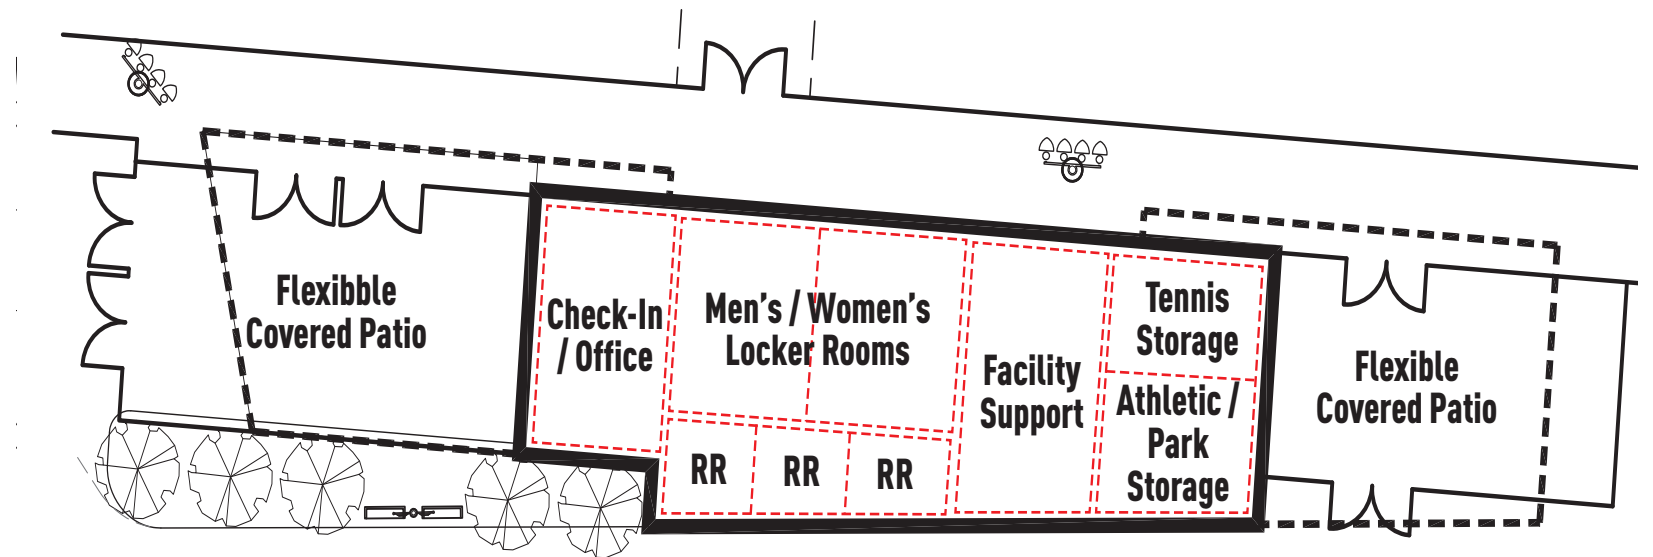 Flexibble
Covered Patio
Check-In
/ Office
Men's / Women's
Locker Rooms
RR
RR
RR
Facility
Support
Tennis
Storage
Athletic /
Park
Storage
Flexible
Covered Patio